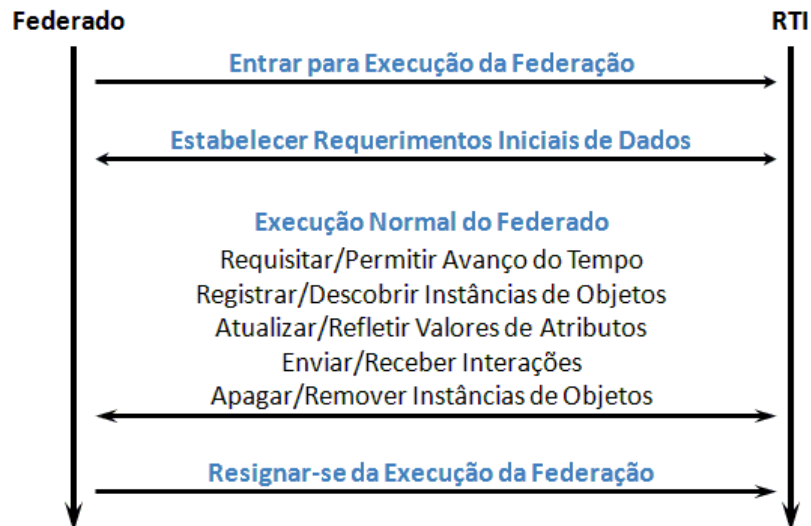 Federado
RTI
Entrar para Execução da Federação
Estabelecer Requerimentos Iniciais de Dados
Execução Normal do Federado
Requisitar/Permitir Avanço do Tempo
Registrar/Descobrir Instâncias de Objetos
Atualizar/Refletir Valores de Atributos
Enviar/Receber Interações
Apagar/Remover Instâncias de Objetos
Resignar-se da Execução da Federação